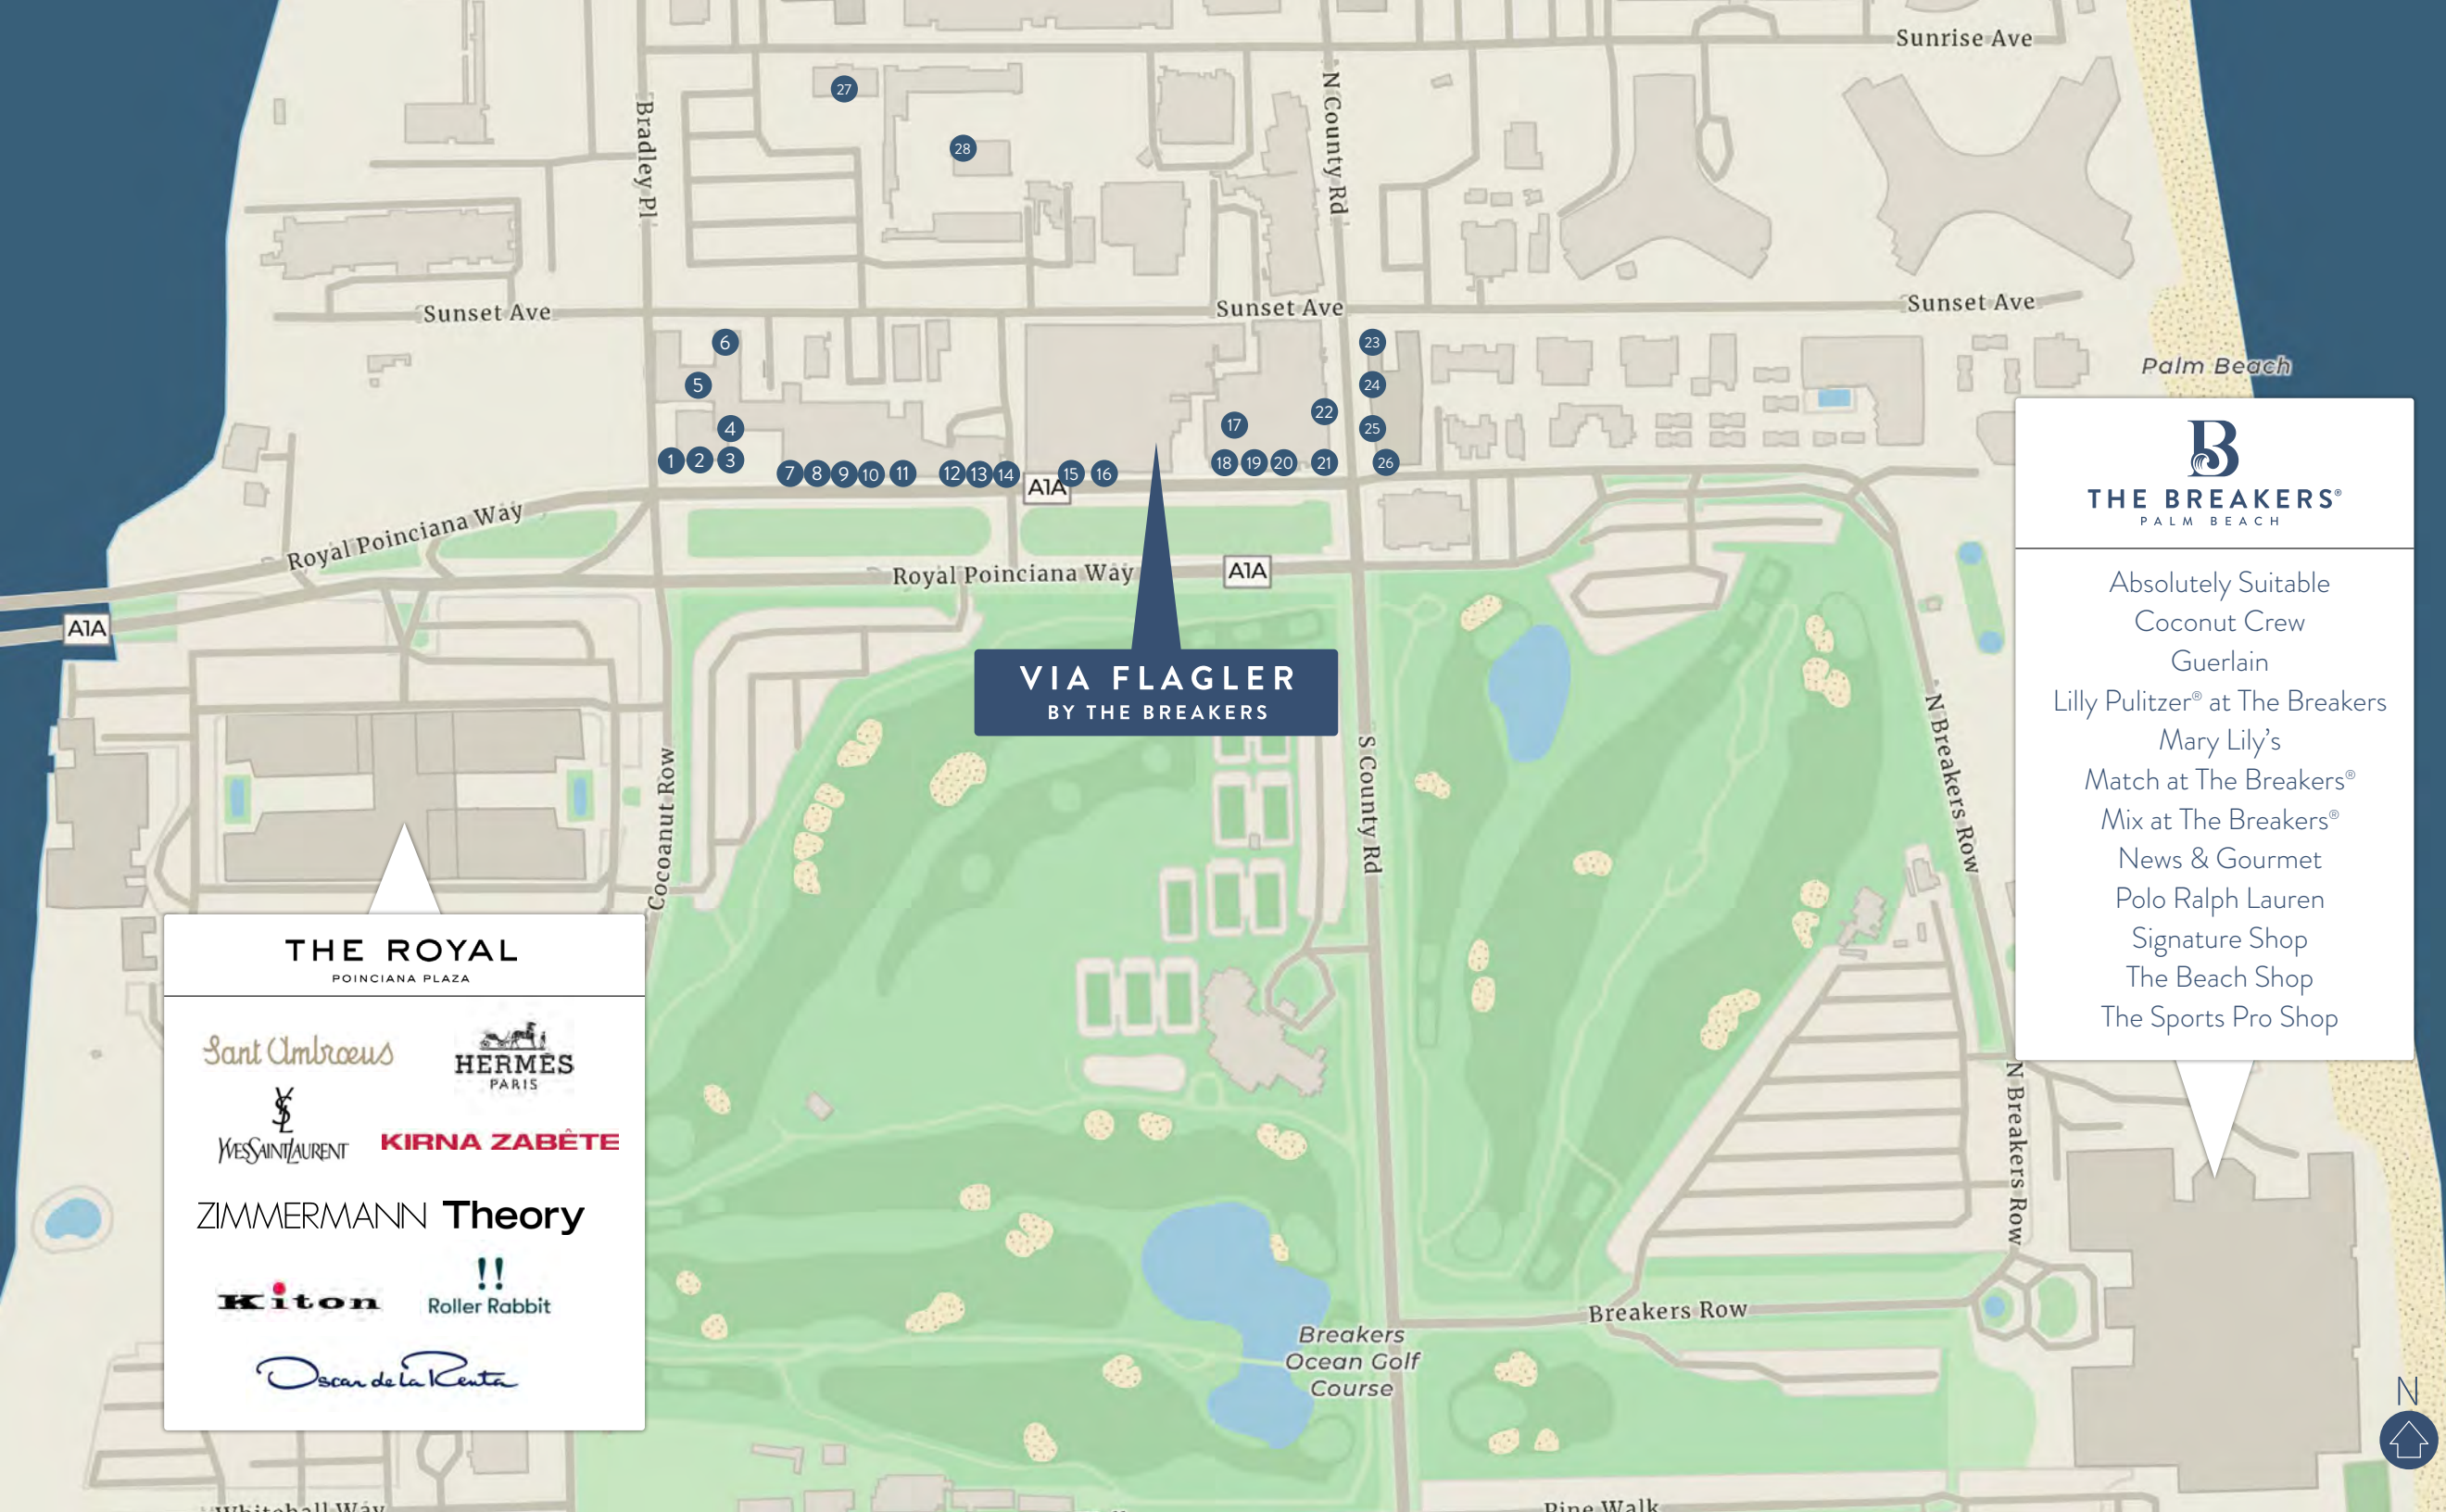 Sunrise Ave
27
28
Bradley Pl
N County Rd
Sunset Ave
Sunset Ave
Sunset Ave
6
5
4
1 2 3
7 8 9 10 11 12 13 14 15 16
17
22
18 19 20 21
23
24
25
26
Palm Beach
A1A
Royal Poinciana Way
Royal Poinciana Way
A1A
A1A
VIA FLAGLER
BY THE BREAKERS
B
THE BREAKERS®
PALM BEACH
Absolutely Suitable
Coconut Crew
Guerlain
Lilly Pulitzer® at The Breakers
Mary Lily's
Match at The Breakers®
Mix at The Breakers®
News & Gourmet
Polo Ralph Lauren
Signature Shop
The Beach Shop
The Sports Pro Shop
Cocoanut Row
S County Rd
N Breakers Row
N Breakers Row
THE ROYAL
POINCIANA PLAZA
Sant Ambroeus
HERMÈS
PARIS
YSL
YVESSAINTLAURENT
KIRNA ZABÊTE
ZIMMERMANN
Theory
Kiton
!!
Roller Rabbit
Oscar de la Renta
Breakers Row
Breakers
Ocean Golf
Course
N
Whitehall Way
Pine Walk